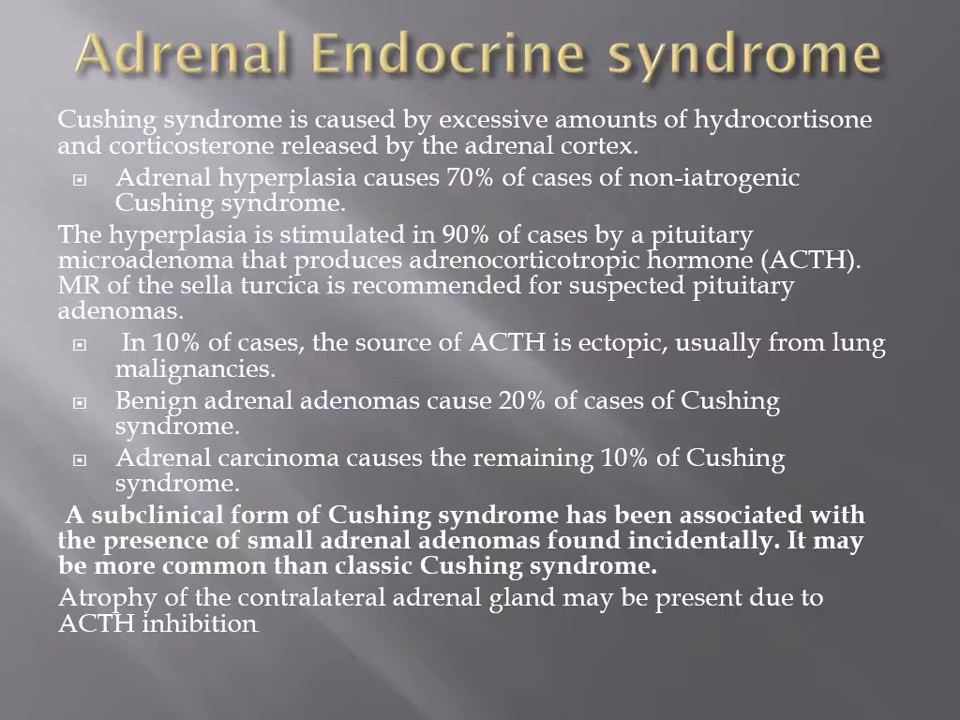 Adrenal Endocrine syndrome
Cushing syndrome is caused by excessive amounts of hydrocortisone
and corticosterone released by the adrenal cortex.
Adrenal hyperplasia causes 70% of cases of non-iatrogenic
Cushing syndrome.
The hyperplasia is stimulated in 90% of cases by a pituitary
microadenoma that produces adrenocorticotropic hormone (ACTH).
MR of the sella turcica is recommended for suspected pituitary
adenomas.
In 10% of cases, the source of ACTH is ectopic, usually from lung
malignancies.
Benign adrenal adenomas cause 20% of cases of Cushing
syndrome.
Adrenal carcinoma causes the remaining 10% of Cushing
syndrome.
A subclinical form of Cushing syndrome has been associated with
the presence of small adrenal adenomas found incidentally. It may
be more common than classic Cushing syndrome.
Atrophy of the contralateral adrenal gland may be present due to
ACTH inhibition.